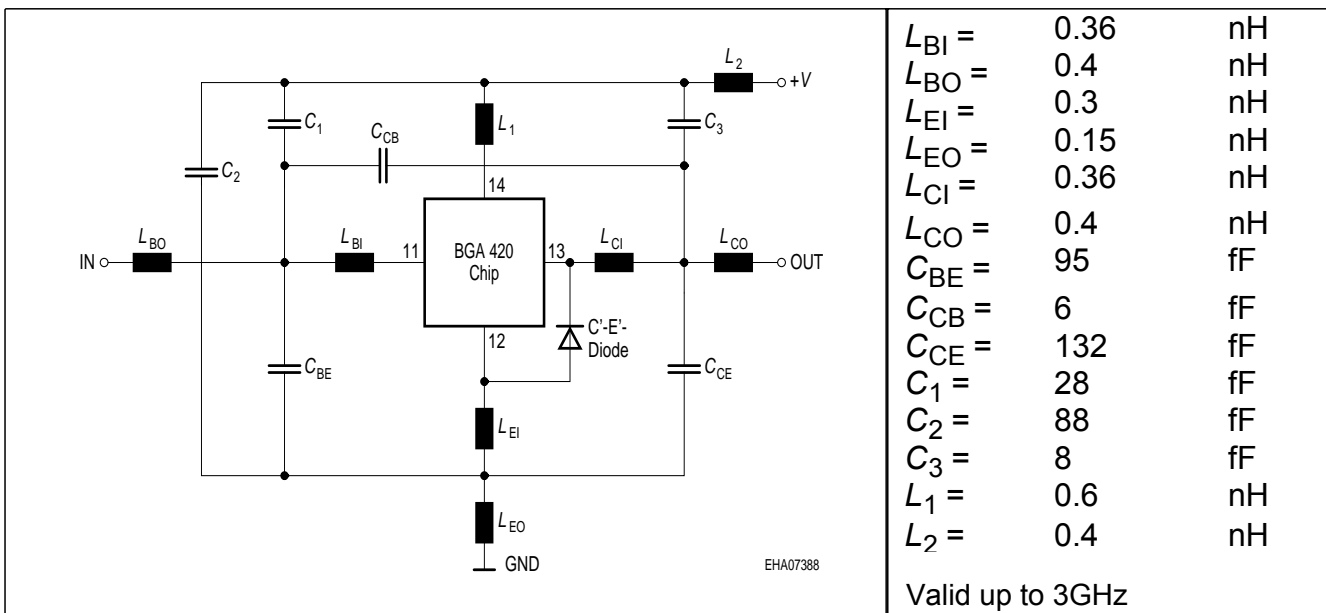 L2
+V
C1
L1
C3
CCB
C2
14
LBO
LBI
LCI
LCO
IN
11
BGA 420
Chip
13
OUT
12
C'-E'-
Diode
CBE
CCE
LEI
LEO
GND
EHA07388
LBI = 0.36 nH
LBO = 0.4 nH
LEI = 0.3 nH
LEO = 0.15 nH
LCI = 0.36 nH
LCO = 0.4 nH
CBE = 95 fF
CCB = 6 fF
CCE = 132 fF
C1 = 28 fF
C2 = 88 fF
C3 = 8 fF
L1 = 0.6 nH
L2 = 0.4 nH
Valid up to 3GHz